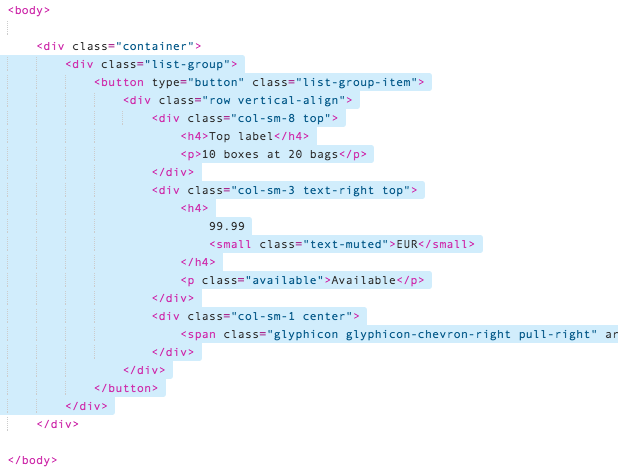 <body>
<div class="container">
<div class="list-group">
<button type="button" class="list-group-item">
<div class="row vertical-align">
<div class="col-sm-8 top">
<h4>Top label</h4>
<p>10 boxes at 20 bags</p>
</div>
<div class="col-sm-3 text-right top">
<h4>
99.99
<small class="text-muted">EUR</small>
</h4>
<p class="available">Available</p>
</div>
<div class="col-sm-1 center">
<span class="glyphicon glyphicon-chevron-right pull-right" ar
</div>
</div>
</button>
</div>
</div>
</body>